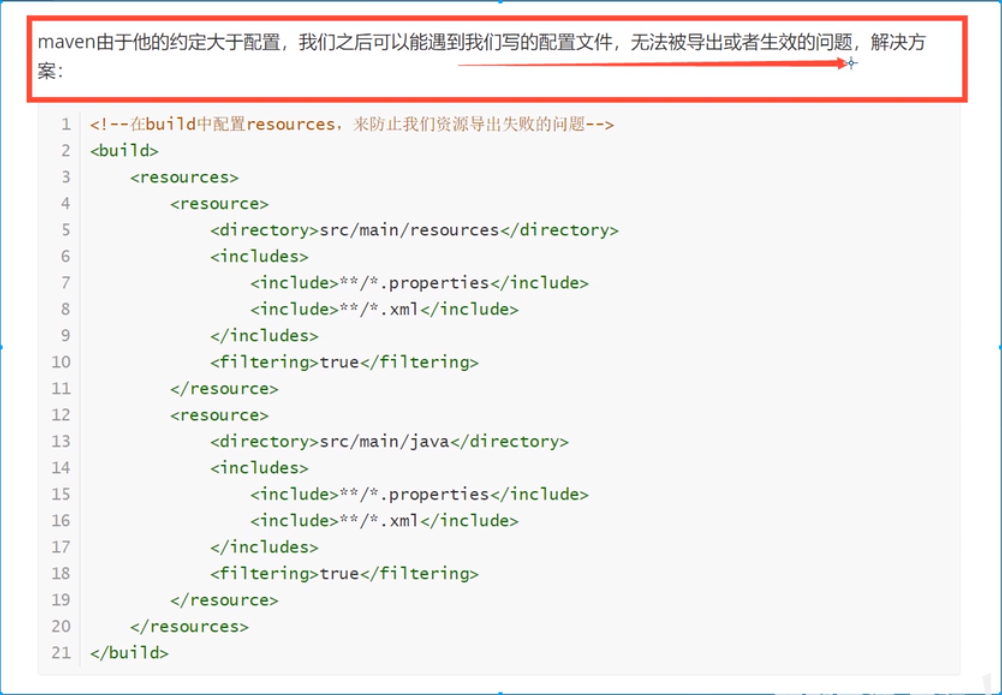 maven由于他的约定大于配置，我们之后可以能遇到我们写的配置文件，无法被导出或者生效的问题，解决方
案：
1 <!--在build中配置resources，来防止我们资源导出失败的问题-->
2 <build>
3     <resources>
4         <resource>
5             <directory>src/main/resources</directory>
6             <includes>
7                 <include>**/*.properties</include>
8                 <include>**/*.xml</include>
9             </includes>
10             <filtering>true</filtering>
11         </resource>
12         <resource>
13             <directory>src/main/java</directory>
14             <includes>
15                 <include>**/*.properties</include>
16                 <include>**/*.xml</include>
17             </includes>
18             <filtering>true</filtering>
19         </resource>
20     </resources>
21 </build>